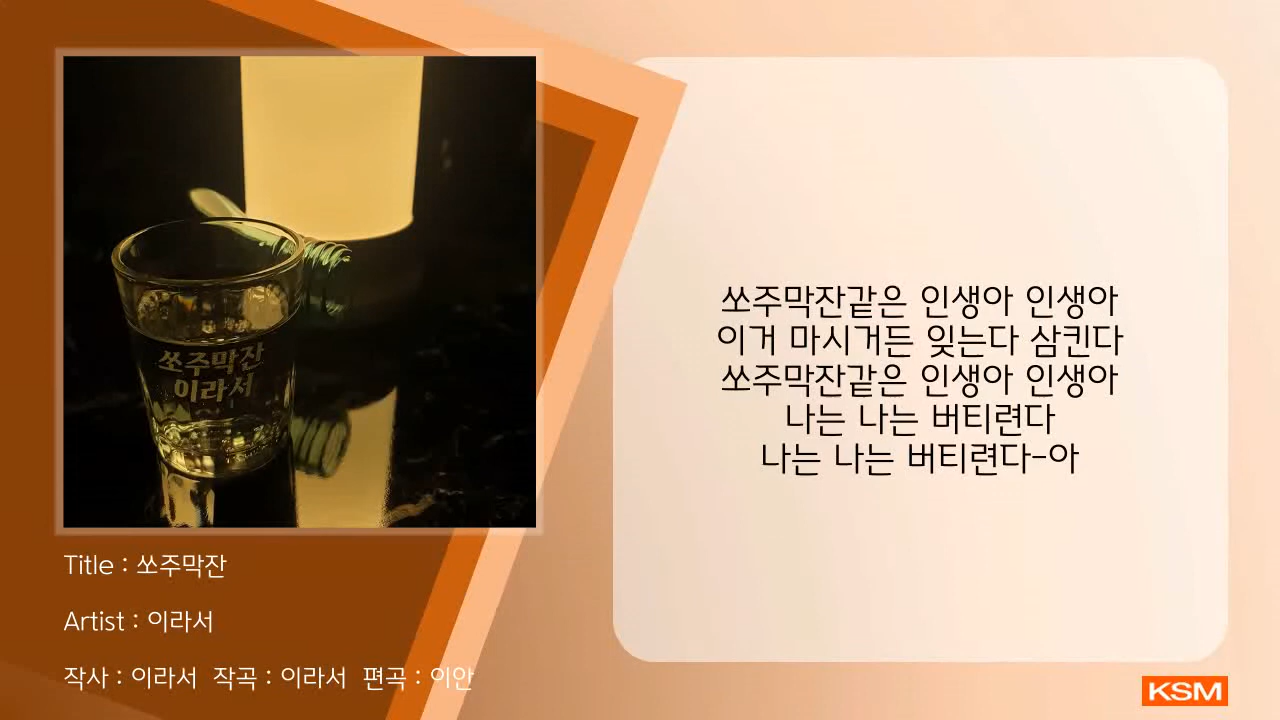 쏘주막잔
이라서
Title : 쏘주막잔
Artist : 이라서
작사 : 이라서 작곡 : 이라서 편곡 : 이안
쏘주막잔같은 인생아 인생아
이거 마시거든 잊는다 삼킨다
쏘주막잔같은 인생아 인생아
나는 나는 버티련다
나는 나는 버티련다-아
KSM